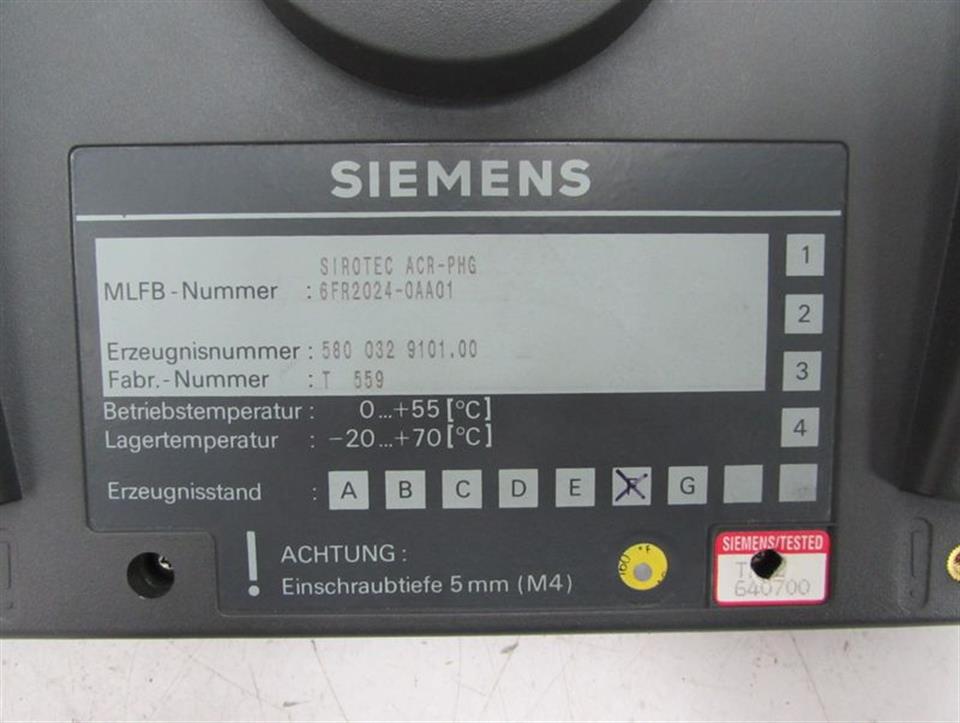 SIEMENS
SIROTEC ACR-PHG
MLFB-Nummer : 6FR2024-0AA01
Erzeugnisnummer : 580 032 9101.00
Fabr.-Nummer : T 559
1
2
3
4
Betriebstemperatur : 0...+55 [°C]
Lagertemperatur : -20...+70 [°C]
Erzeugnisstand : A B C D E F G
! ACHTUNG :
Einschraubtiefe 5 mm (M4)
160 °F
SIEMENS/TESTED
640700